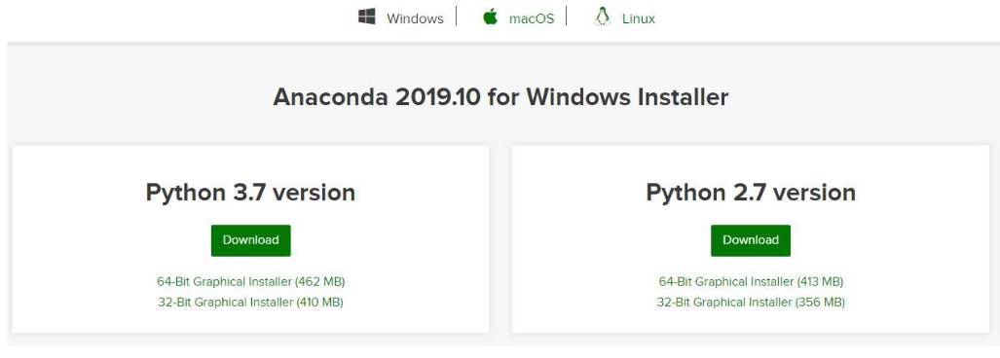 Windows macOS Linux
Anaconda 2019.10 for Windows Installer
Python 3.7 version
Download
64-Bit Graphical Installer (462 MB)
32-Bit Graphical Installer (410 MB)
Python 2.7 version
Download
64-Bit Graphical Installer (413 MB)
32-Bit Graphical Installer (356 MB)